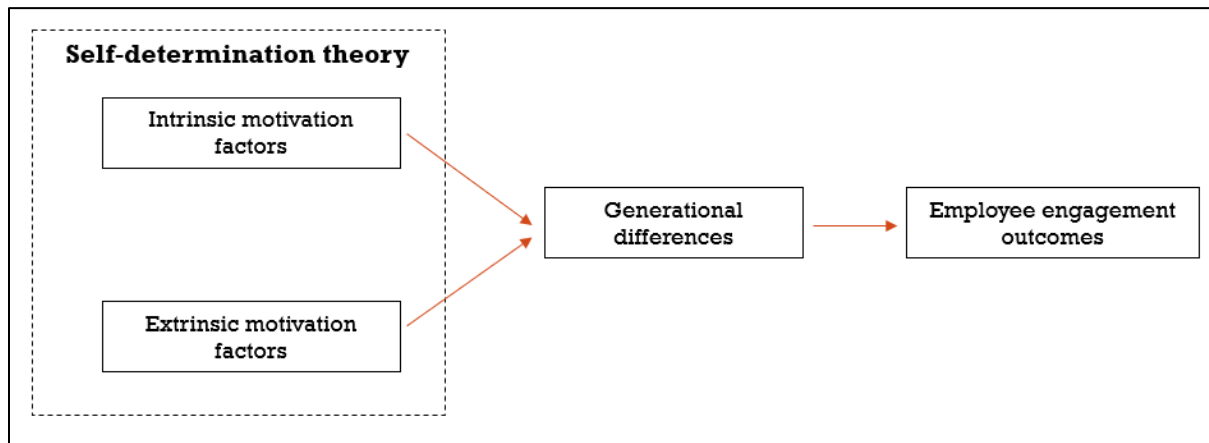 Self-determination theory
Intrinsic motivation
factors
Generational
differences
Employee engagement
outcomes
Extrinsic motivation
factors